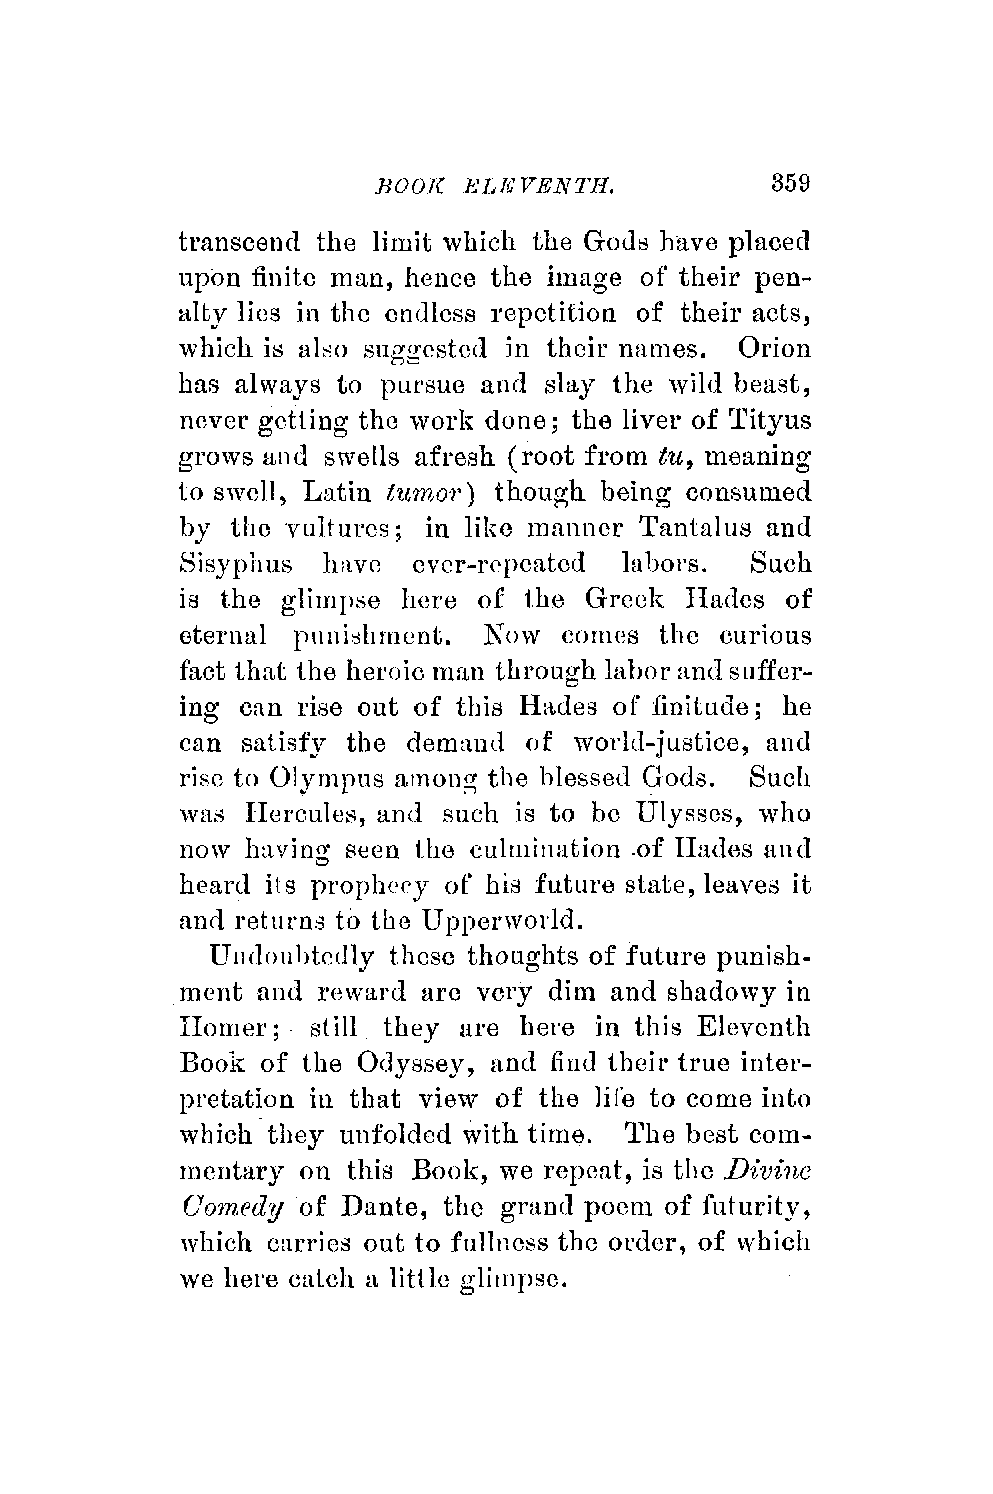 BOOK ELEVENTH. 359
transcend the limit which the Gods have placed
upon finite man, hence the image of their pen-
alty lies in the endless repetition of their acts,
which is also suggested in their names. Orion
has always to pursue and slay the wild beast,
never getting the work done; the liver of Tityus
grows and swells afresh (root from tu, meaning
to swell, Latin tumor) though being consumed
by the vultures; in like manner Tantalus and
Sisyphus have ever-repeated labors. Such
is the glimpse here of the Greek Hades of
eternal punishment. Now comes the curious
fact that the heroic man through labor and suffer-
ing can rise out of this Hades of finitude; he
can satisfy the demand of world-justice, and
rise to Olympus among the blessed Gods. Such
was Hercules, and such is to be Ulysses, who
now having seen the culmination of Hades and
heard its prophecy of his future state, leaves it
and returns to the Upperworld.
Undoubtedly these thoughts of future punish-
ment and reward are very dim and shadowy in
Homer; still they are here in this Eleventh
Book of the Odyssey, and find their true inter-
pretation in that view of the life to come into
which they unfolded with time. The best com-
mentary on this Book, we repeat, is the Divine
Comedy of Dante, the grand poem of futurity,
which carries out to fullness the order, of which
we here catch a little glimpse.